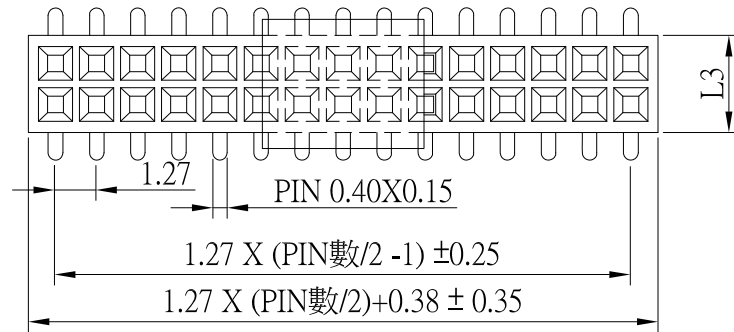 L3
1.27
PIN 0.40X0.15
1.27 X (PIN數/2 -1) ±0.25
1.27 X (PIN數/2)+0.38 ± 0.35